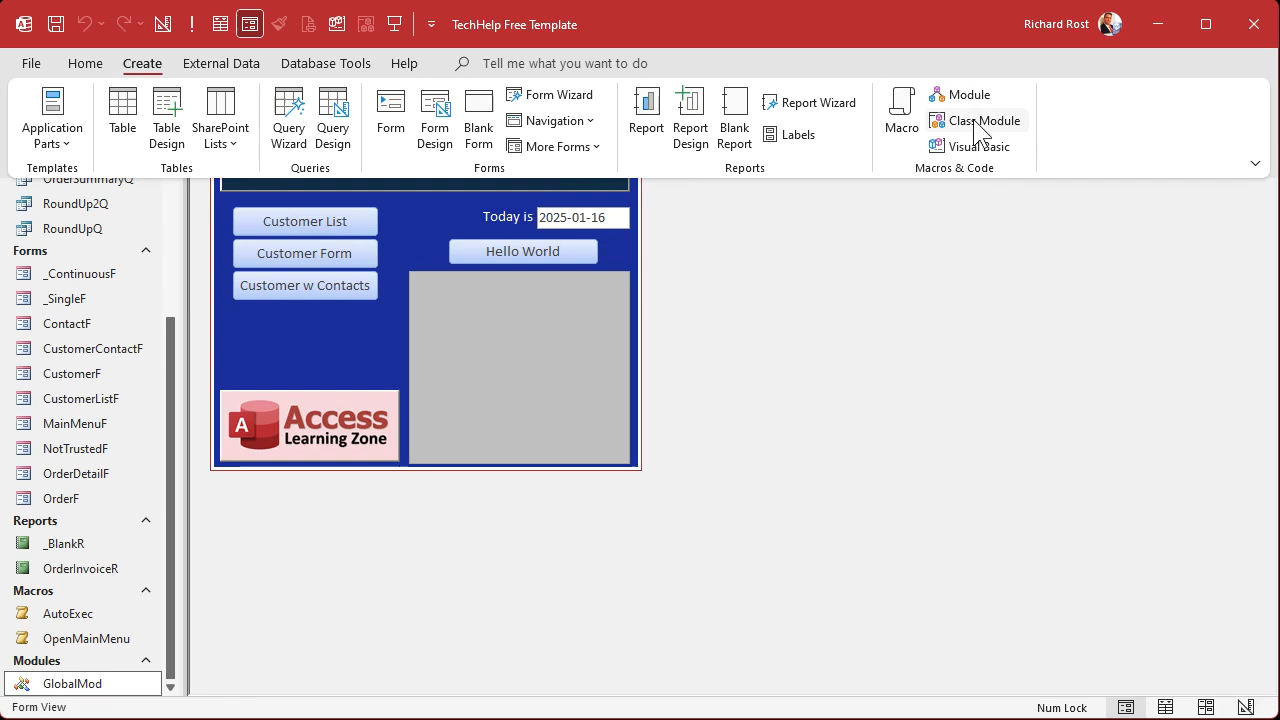 TechHelp Free Template
Richard Rost
File Home Create External Data Database Tools Help Tell me what you want to do
Application Parts
Templates
Table
Table Design
SharePoint Lists
Tables
Query Wizard
Query Design
Queries
Form
Form Design
Blank Form
Form Wizard
Navigation
More Forms
Forms
Report
Report Design
Blank Report
Report Wizard
Labels
Reports
Macro
Module
Class Module
Visual Basic
Macros & Code
OrderSummaryQ
RoundUp2Q
RoundUpQ
Forms
_ContinuousF
_SingleF
ContactF
CustomerContactF
CustomerF
CustomerListF
MainMenuF
NotTrustedF
OrderDetailF
OrderF
Reports
_BlankR
OrderInvoiceR
Macros
AutoExec
OpenMainMenu
Modules
GlobalMod
Customer List
Customer Form
Customer w Contacts
Today is 2025-01-16
Hello World
A Access
Learning Zone
Form View
Num Lock